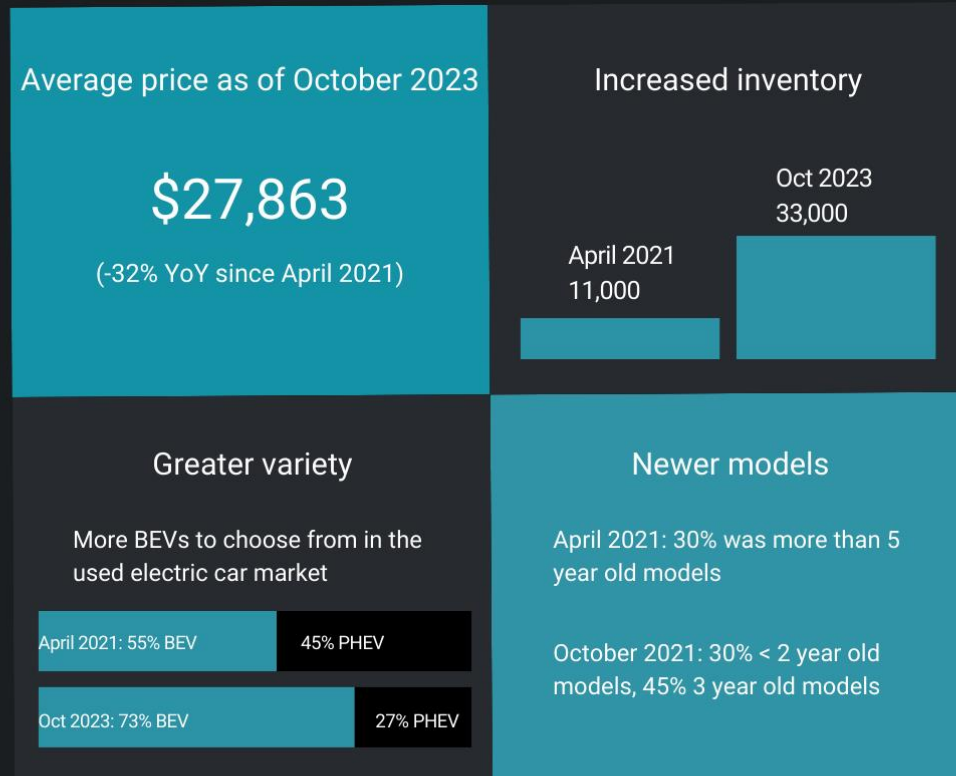 Average price as of October 2023
$27,863
(-32% YoY since April 2021)
Increased inventory
Oct 2023
33,000
April 2021
11,000
Greater variety
More BEVs to choose from in the
used electric car market
April 2021: 55% BEV
45% PHEV
Oct 2023: 73% BEV
27% PHEV
Newer models
April 2021: 30% was more than 5
year old models
October 2021: 30% < 2 year old
models, 45% 3 year old models